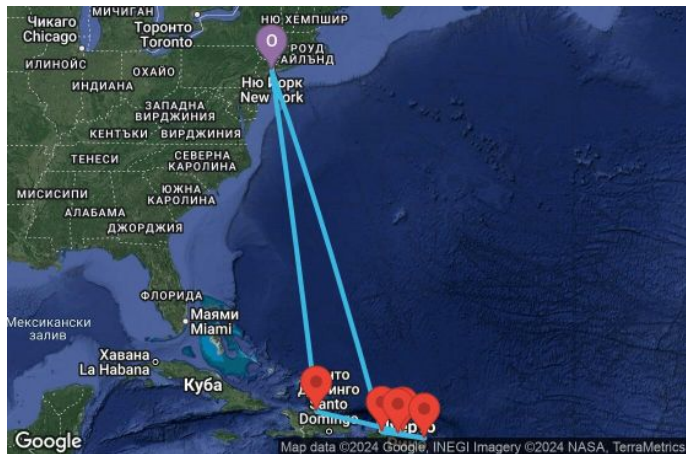 МИЧИГАН
НЮ ХЕМПШИР
Чикаго
Chicago
Торонто
Toronto
О
РОУД
АЙЛЪНД
ИЛИНОЙС
ОХАЙО
ИНДИАНА
Ню Йорк
New York
ЗАПАДНА
ВИРДЖИНИЯ
КЕНТЪКИ
ВИРДЖИНИЯ
ТЕНЕСИ
СЕВЕРНА
КАРОЛИНА
МИСИСИПИ
ЮЖНА
КАРОЛИНА
АЛАБАМА
ДЖОРДЖИЯ
ФЛОРИДА
Мексикански
залив
Маями
Miami
Хавана
La Habana
Куба
Santo
Domingo
Google
Map data ©2024 Google, INEGI Imagery ©2024 NASA, TerraMetrics